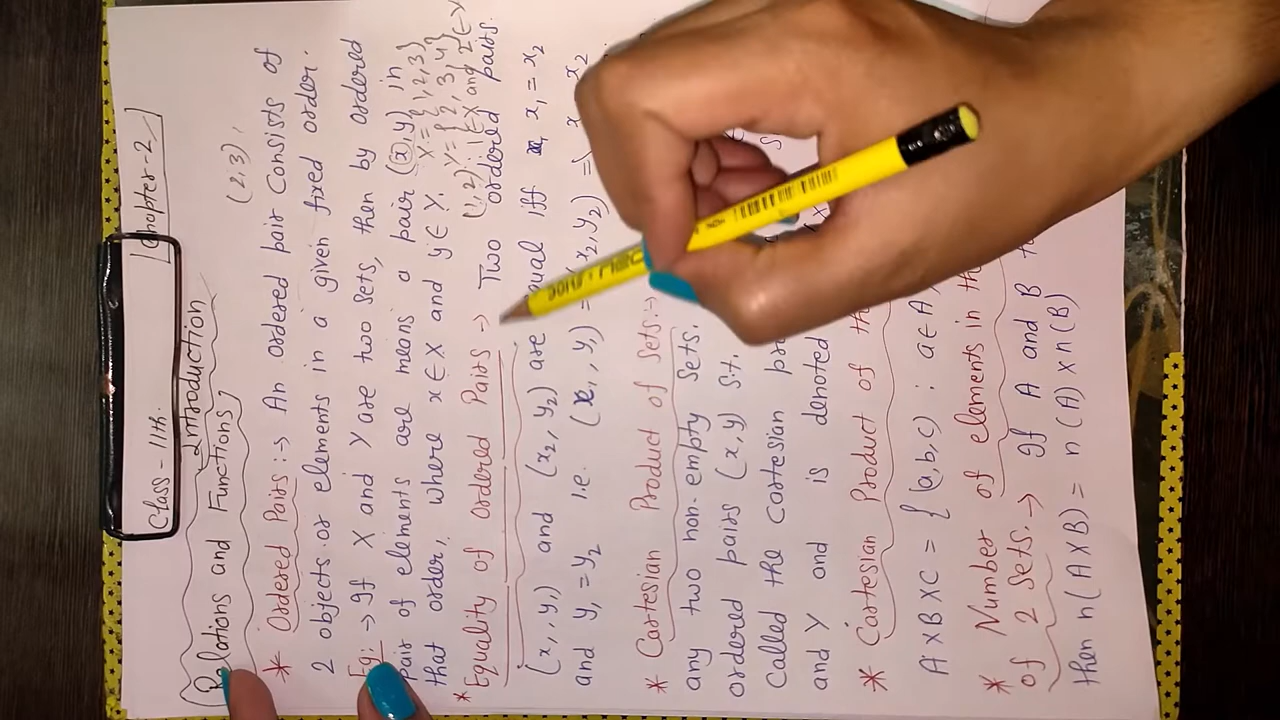 Class - 11th.
Chapter-2
Relations and Functions
Introduction
(2,3),
* Ordered Pairs :→ An ordered pair Consists of
2 objects or elements in a given fixed order.
Eg: → If X and Y are two sets, then by ordered
pair of elements are means a pair (x,y) in
that order, where x ∈ X and y ∈ Y.
X = {1,2,3}
Y = {2,3,4}
(1,2): 1∈X and 2∈Y
* Equality of ordered Pairs → Two ordered pairs.
(x₁,y₁) and (x₂,y₂) are iff x₁ = x₂
and y₁ = y₂ i.e. (x₁,y₁) = (x₂,y₂) ⇒ x x₂
* Cartesian Product of Sets:→
any two non-empty sets.
ordered pairs (x,y) s.t.
Called the cartesian
and Y and is denoted
* Cartesian Product of
A×B×C = { (a,b,c) : a∈A,
* Number of elements in
of 2 sets. → If A and B
then n(A×B) = n(A)×n(B)